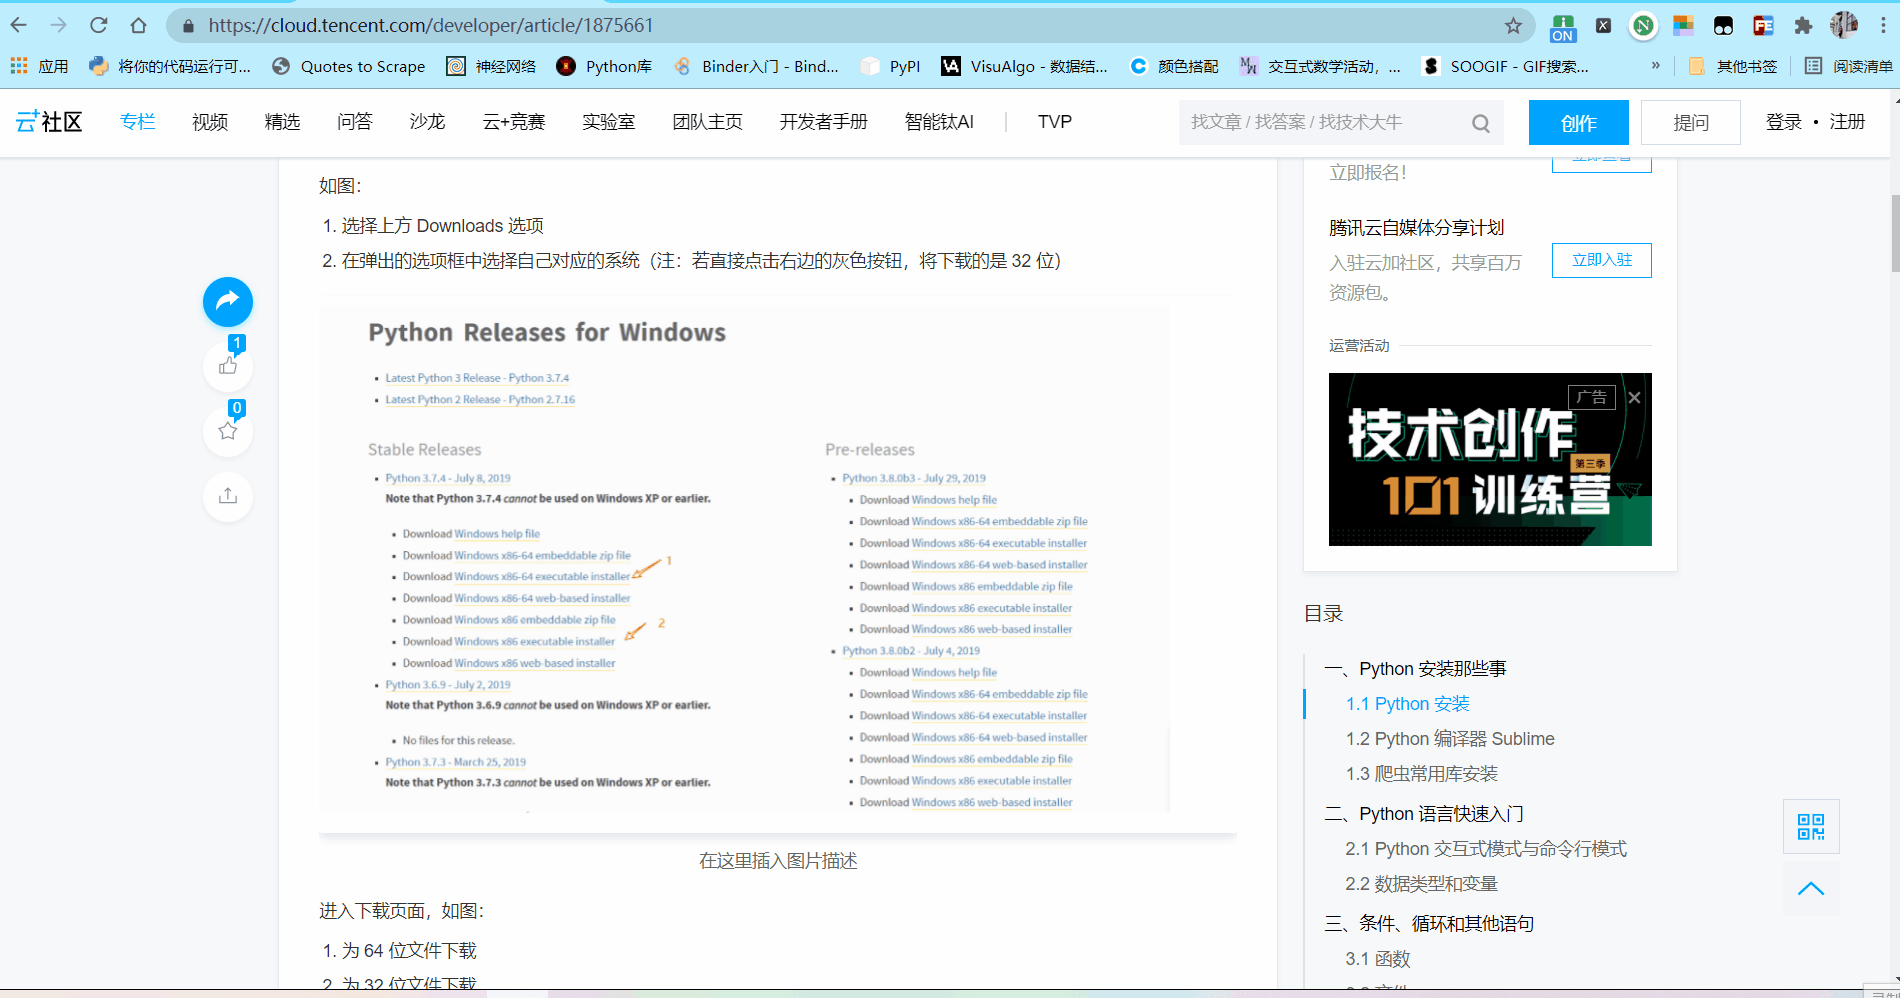 https://cloud.tencent.com/developer/article/1875661
ON
应用
将你的代码运行可...
Quotes to Scrape
神经网络
Python库
Binder入门 - Bind...
PyPI
VisuAlgo - 数据结...
颜色搭配
交互式数学活动，...
SOOGIF - GIF搜索...
»
其他书签
阅读清单
云+社区
专栏
视频
精选
问答
沙龙
云+竞赛
实验室
团队主页
开发者手册
智能钛AI
TVP
找文章 / 找答案 / 找技术大牛
创作
提问
登录 • 注册
如图：
1. 选择上方 Downloads 选项
2. 在弹出的选项框中选择自己对应的系统（注：若直接点击右边的灰色按钮，将下载的是 32 位）
1
0
Python Releases for Windows
Latest Python 3 Release - Python 3.7.4
Latest Python 2 Release - Python 2.7.16
Stable Releases
Python 3.7.4 - July 8, 2019
Note that Python 3.7.4 cannot be used on Windows XP or earlier.
Download Windows help file
Download Windows x86-64 embeddable zip file
Download Windows x86-64 executable installer
1
Download Windows x86-64 web-based installer
Download Windows x86 embeddable zip file
2
Download Windows x86 executable installer
Download Windows x86 web-based installer
Python 3.6.9 - July 2, 2019
Note that Python 3.6.9 cannot be used on Windows XP or earlier.
No files for this release.
Python 3.7.3 - March 25, 2019
Note that Python 3.7.3 cannot be used on Windows XP or earlier.
Pre-releases
Python 3.8.0b3 - July 29, 2019
Download Windows help file
Download Windows x86-64 embeddable zip file
Download Windows x86-64 executable installer
Download Windows x86-64 web-based installer
Download Windows x86 embeddable zip file
Download Windows x86 executable installer
Download Windows x86 web-based installer
Python 3.8.0b2 - July 4, 2019
Download Windows help file
Download Windows x86-64 embeddable zip file
Download Windows x86-64 executable installer
Download Windows x86-64 web-based installer
Download Windows x86 embeddable zip file
Download Windows x86 executable installer
Download Windows x86 web-based installer
在这里插入图片描述
进入下载页面，如图：
1. 为 64 位文件下载
2. 为 32 位文件下载
立即报名！
腾讯云自媒体分享计划
入驻云加社区，共享百万
资源包。
立即入驻
运营活动
广告
技术创作
第三季
101 训练营
目录
一、Python 安装那些事
1.1 Python 安装
1.2 Python 编译器 Sublime
1.3 爬虫常用库安装
二、Python 语言快速入门
2.1 Python 交互式模式与命令行模式
2.2 数据类型和变量
三、条件、循环和其他语句
3.1 函数